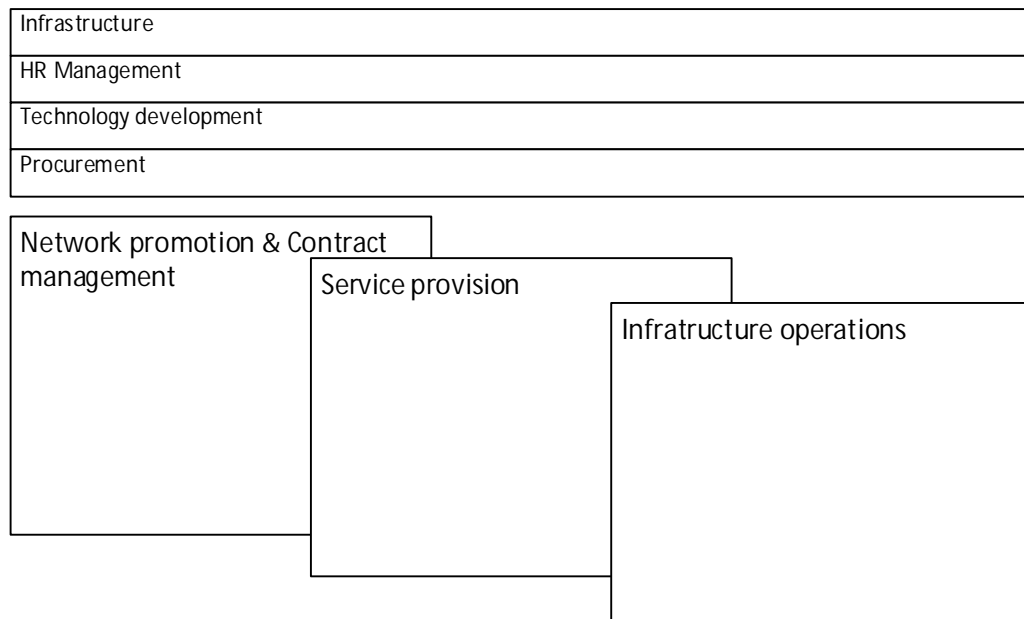 Infrastructure
HR Management
Technology development
Procurement
Network promotion & Contract
management
Service provision
Infratructure operations